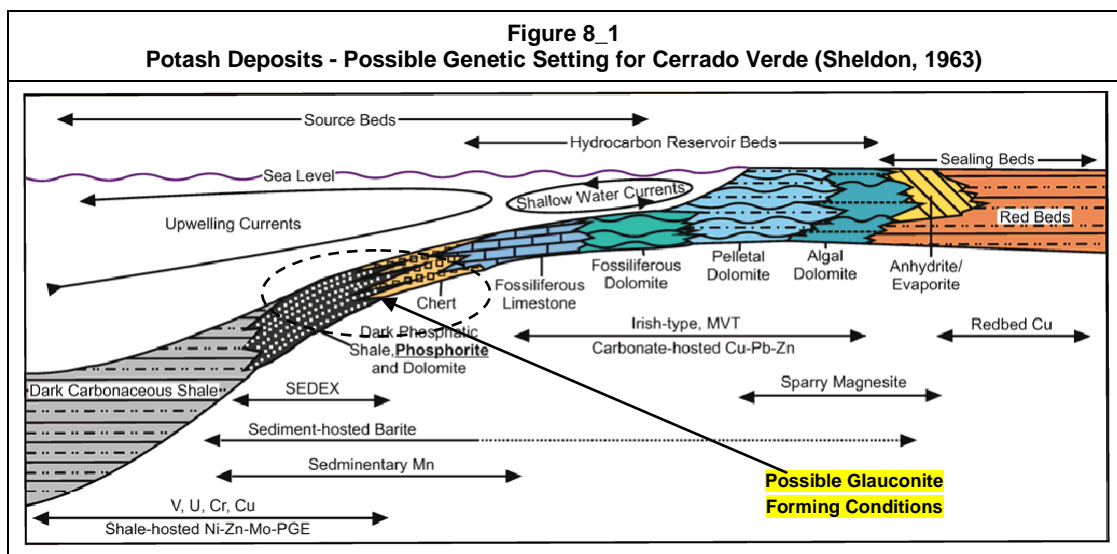 Figure 8_1
Potash Deposits - Possible Genetic Setting for Cerrado Verde (Sheldon, 1963)
Source Beds
Hydrocarbon Reservoir Beds
Sealing Beds
Sea Level
Shallow Water Currents
Upwelling Currents
Red Beds
Chert
Fossiliferous
Limestone
Fossiliferous
Dolomite
Pelletal
Dolomite
Algal
Dolomite
Anhydrite/
Evaporite
Dark Phosphatic
Shale, Phosphorite
and Dolomite
Irish-type, MVT
Carbonate-hosted Cu-Pb-Zn
Redbed Cu
Dark Carbonaceous Shale
SEDEX
Sparry Magnesite
Sediment-hosted Barite
Sedminentary Mn
Possible Glauconite
Forming Conditions
V, U, Cr, Cu
Shale-hosted Ni-Zn-Mo-PGE